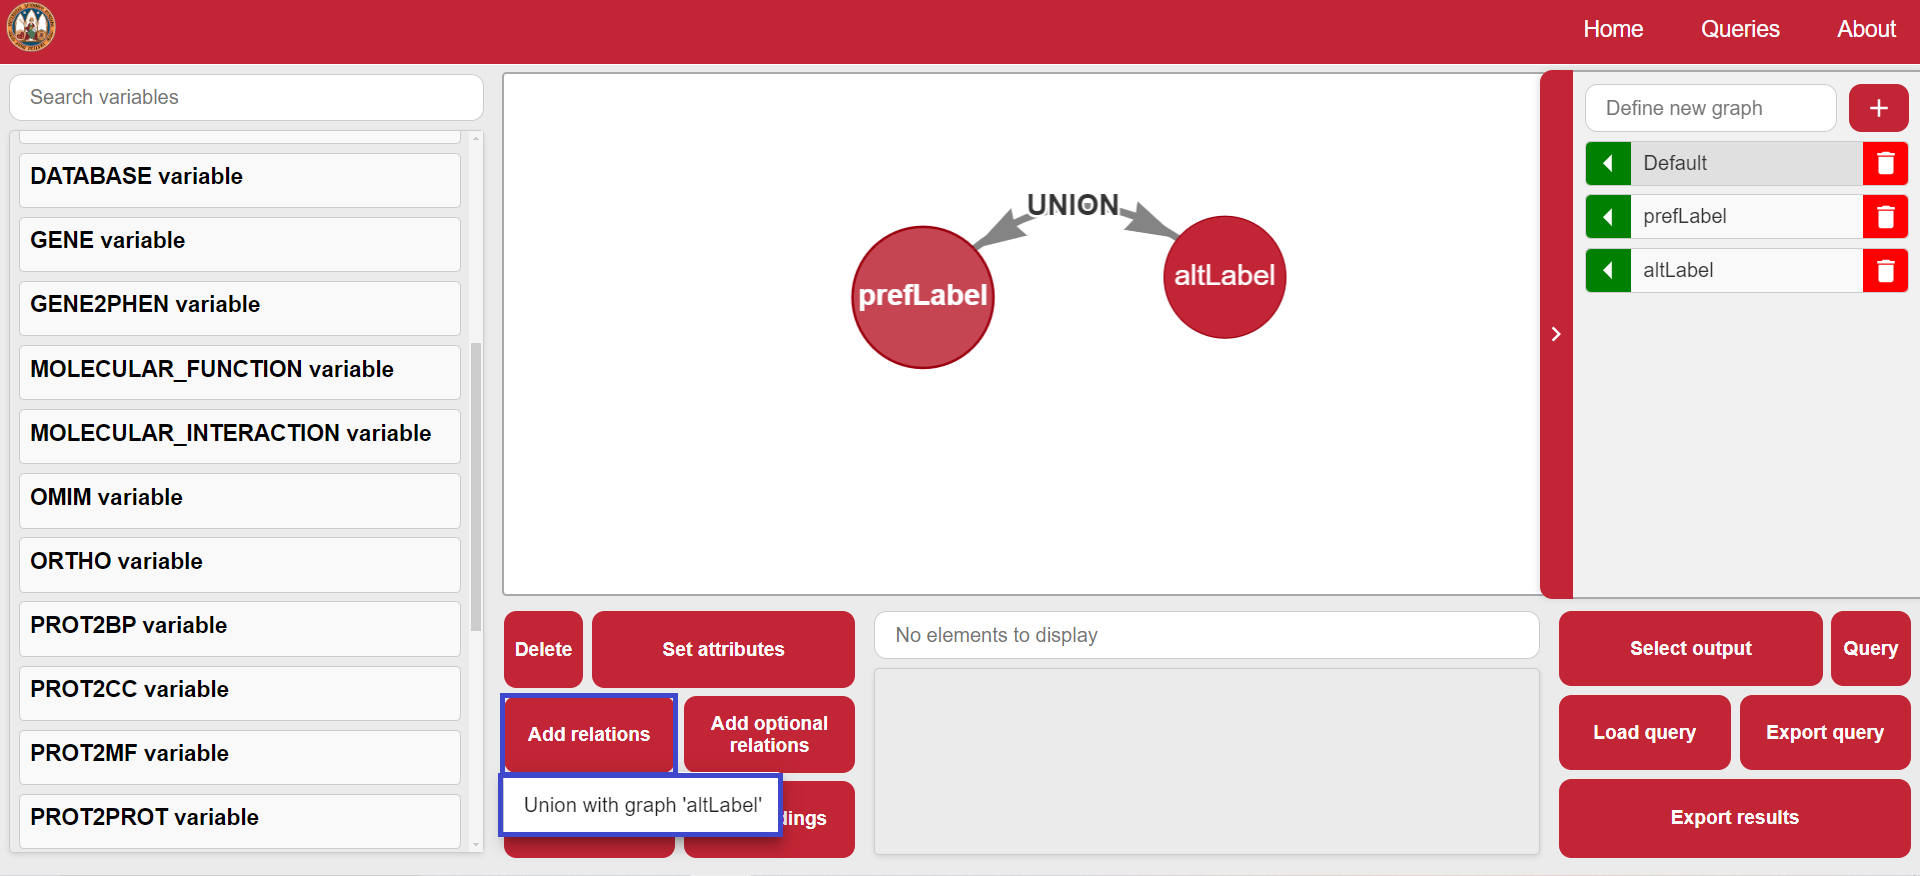 Home
Queries
About
Search variables
DATABASE variable
GENE variable
GENE2PHEN variable
MOLECULAR_FUNCTION variable
MOLECULAR_INTERACTION variable
OMIM variable
ORTHO variable
PROT2BP variable
PROT2CC variable
PROT2MF variable
PROT2PROT variable
UNION
prefLabel
altLabel
Define new graph
+
Default
prefLabel
altLabel
Delete
Set attributes
Add relations
Add optional
relations
Union with graph 'altLabel'
dings
No elements to display
Select output
Query
Load query
Export query
Export results